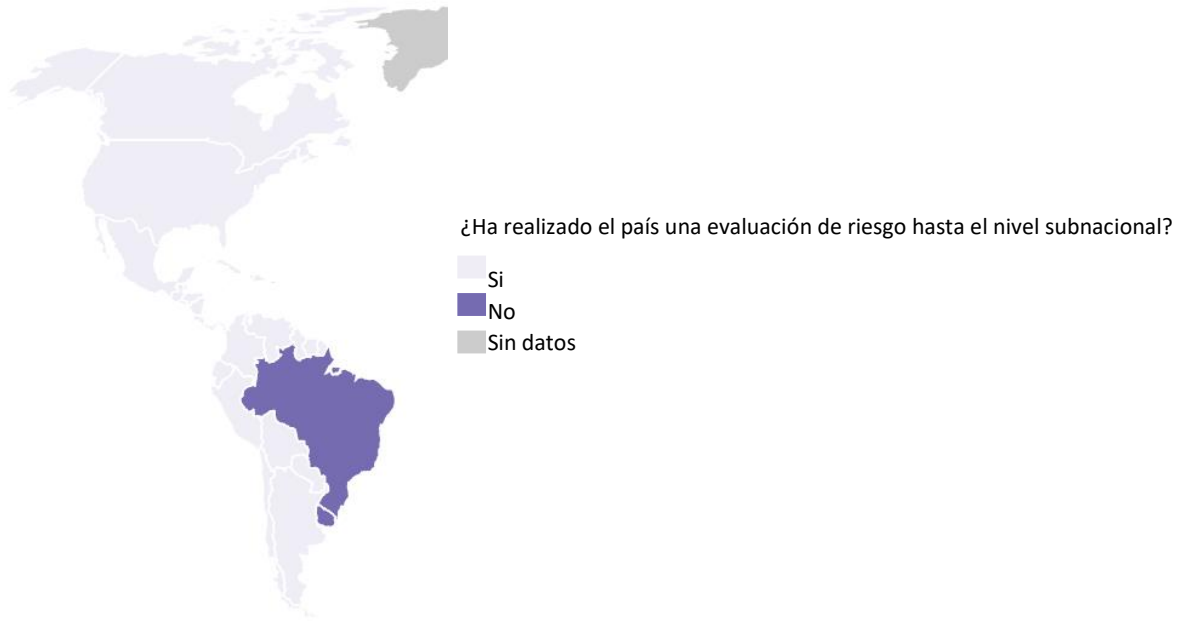 ¿Ha realizado el país una evaluación de riesgo hasta el nivel subnacional?
Si
No
Sin datos